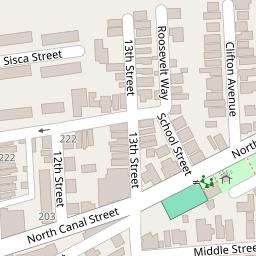 Sisca Street
13th Street
Roosevelt Way
Clifton Avenue
222
222
12th Street
13th Street
School Street
203
North Canal Street
North
Middle Stree